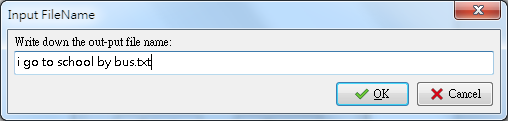 Input FileName
Write down the out-put file name:
i go to school by bus.txt
OK
Cancel